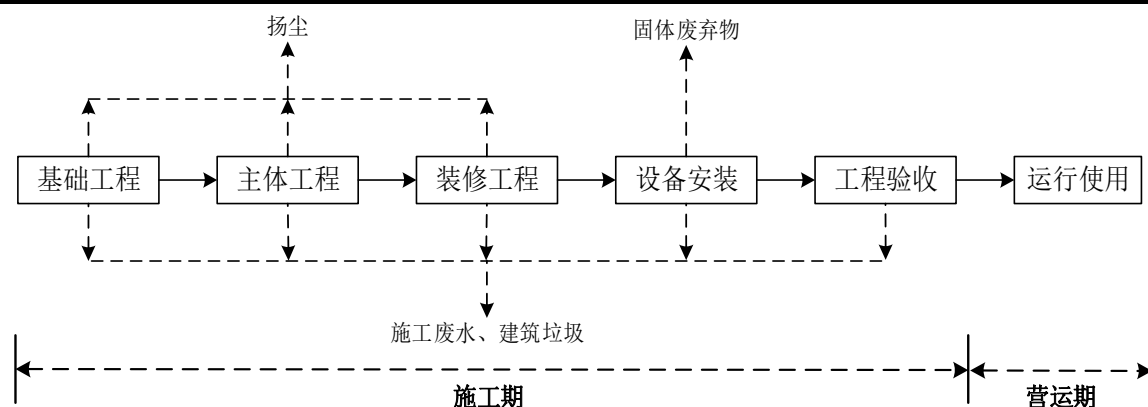 扬尘
固体废弃物
基础工程
主体工程
装修工程
设备安装
工程验收
运行使用
施工废水、建筑垃圾
施工期
营运期